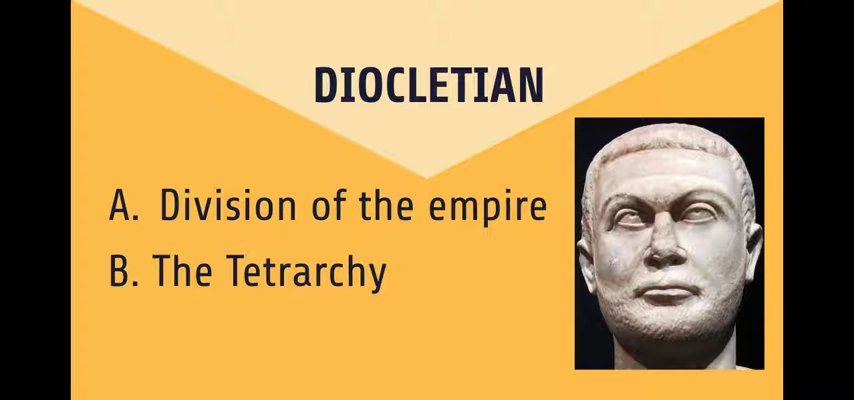 DIOCLETIAN
A. Division of the empire
B. The Tetrarchy